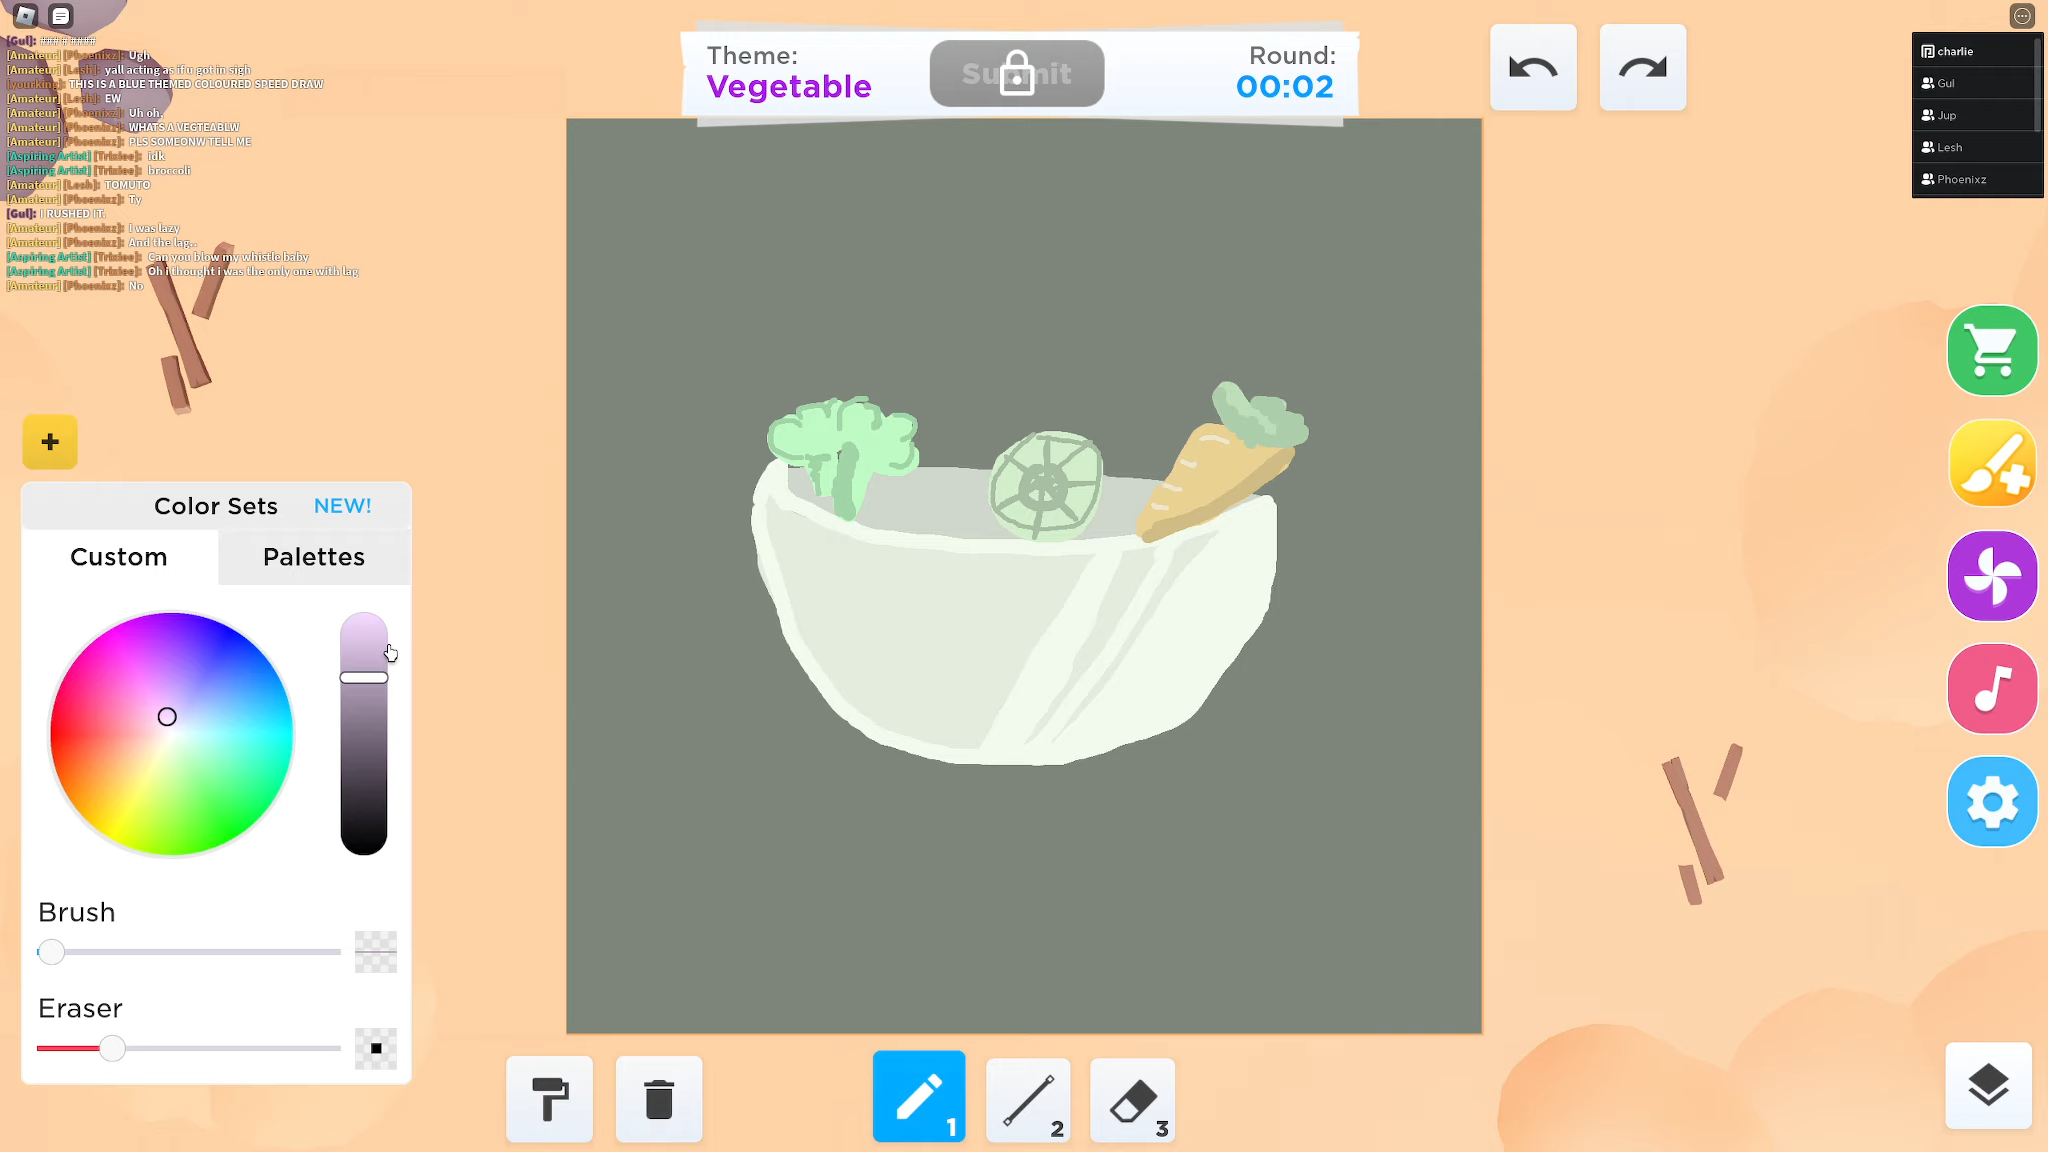 [Gul]: ### # ####
[Amateur] [Phoenixz]: Ugh
[Amateur] [Lesh]: yall acting as if u got in sigh
[yourking]: THIS IS A BLUE THEMED COLOURED SPEED DRAW
[Amateur] [Lesh]: EW
[Amateur] [Phoenixz]: Uh oh,
[Amateur] [Phoenixz]: WHATS A VEGTEABLW
[Amateur] [Phoenixz]: PLS SOMEONW TELL ME
[Aspiring Artist] [Trixiee]: idk
[Aspiring Artist] [Trixiee]: broccoli
[Amateur] [Lesh]: TOMUTO
[Amateur] [Phoenixz]: Ty
[Gul]: I RUSHED IT.
[Amateur] [Phoenixz]: I was lazy
[Amateur] [Phoenixz]: And the lag,..
[Aspiring Artist] [Trixiee]: Can you blow my whistle baby
[Aspiring Artist] [Trixiee]: Oh i thought i was the only one with lag
[Amateur] [Phoenixz]: No
Theme:
Vegetable
Submit
Round:
00:02
charlie
Gul
Jup
Lesh
Phoenixz
+
Color Sets NEW!
Custom Palettes
Brush
Eraser
1
2
3